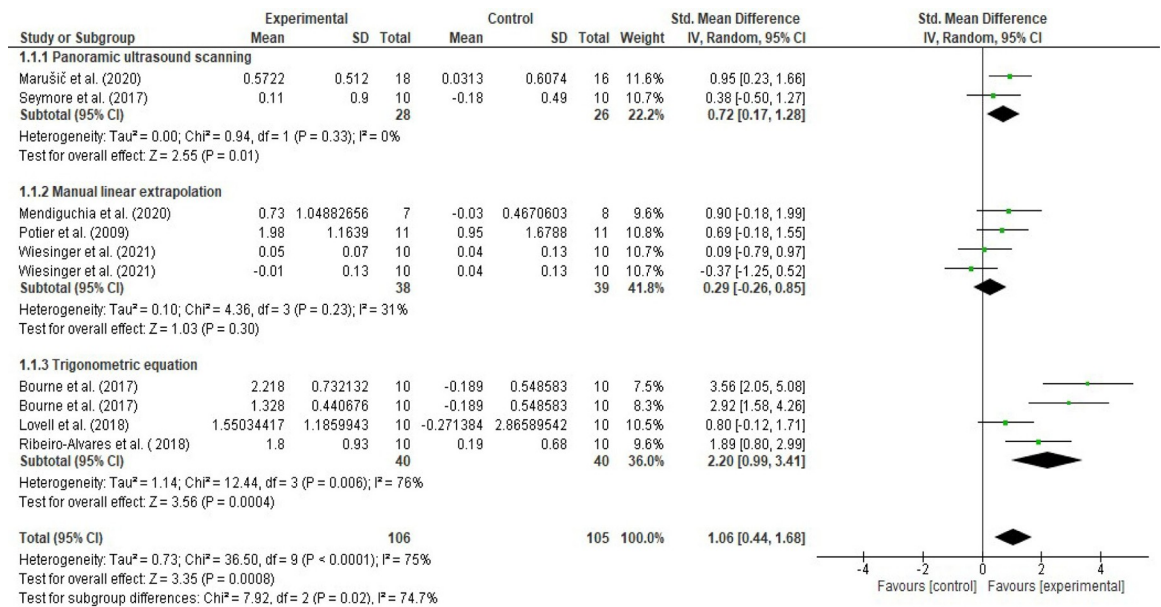 Experimental Control Std. Mean Difference Std. Mean Difference
Study or Subgroup Mean SD Total Mean SD Total Weight IV, Random, 95% CI IV, Random, 95% CI
1.1.1 Panoramic ultrasound scanning
Marušič et al. (2020) 0.5722 0.512 18 0.0313 0.6074 16 11.6% 0.95 [0.23, 1.66]
Seymore et al. (2017) 0.11 0.9 10 -0.18 0.49 10 10.7% 0.38 [-0.50, 1.27]
Subtotal (95% CI) 28 26 22.2% 0.72 [0.17, 1.28]
Heterogeneity: Tau² = 0.00; Chi² = 0.94, df = 1 (P = 0.33); I² = 0%
Test for overall effect: Z = 2.55 (P = 0.01)
1.1.2 Manual linear extrapolation
Mendiguchia et al. (2020) 0.73 1.04882656 7 -0.03 0.4670603 8 9.6% 0.90 [-0.18, 1.99]
Potier et al. (2009) 1.98 1.1639 11 0.95 1.6788 11 10.8% 0.69 [-0.18, 1.55]
Wiesinger et al. (2021) 0.05 0.07 10 0.04 0.13 10 10.7% 0.09 [-0.79, 0.97]
Wiesinger et al. (2021) -0.01 0.13 10 0.04 0.13 10 10.7% -0.37 [-1.25, 0.52]
Subtotal (95% CI) 38 39 41.8% 0.29 [-0.26, 0.85]
Heterogeneity: Tau² = 0.10; Chi² = 4.36, df = 3 (P = 0.23); I² = 31%
Test for overall effect: Z = 1.03 (P = 0.30)
1.1.3 Trigonometric equation
Bourne et al. (2017) 2.218 0.732132 10 -0.189 0.548583 10 7.5% 3.56 [2.05, 5.08]
Bourne et al. (2017) 1.328 0.440676 10 -0.189 0.548583 10 8.3% 2.92 [1.58, 4.26]
Lovell et al. (2018) 1.55034417 1.1859943 10 -0.271384 2.86589542 10 10.5% 0.80 [-0.12, 1.71]
Ribeiro-Alvares et al. ( 2018) 1.8 0.93 10 0.19 0.68 10 9.6% 1.89 [0.80, 2.99]
Subtotal (95% CI) 40 40 36.0% 2.20 [0.99, 3.41]
Heterogeneity: Tau² = 1.14; Chi² = 12.44, df = 3 (P = 0.006); I² = 76%
Test for overall effect: Z = 3.56 (P = 0.0004)
Total (95% CI) 106 105 100.0% 1.06 [0.44, 1.68]
Heterogeneity: Tau² = 0.73; Chi² = 36.50, df = 9 (P < 0.0001); I² = 75%
Test for overall effect: Z = 3.35 (P = 0.0008)
Test for subgroup differences: Chi² = 7.92, df = 2 (P = 0.02), I² = 74.7%
-4 -2 0 2 4
Favours [control] Favours [experimental]